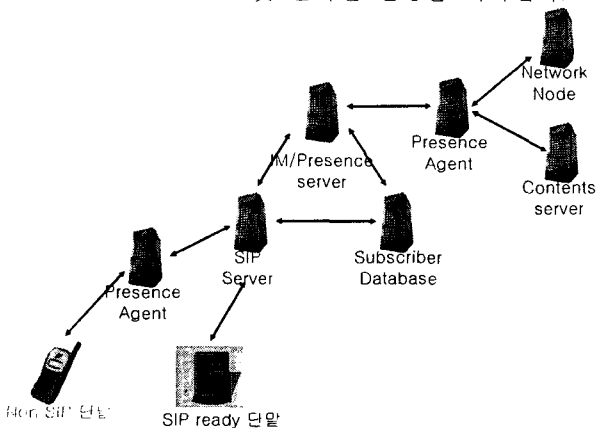 Network
Node
Presence
Agent
IM/Presence
server
Contents
server
SIP
Server
Subscriber
Database
Presence
Agent
Non SIP 단말
SIP ready 단말